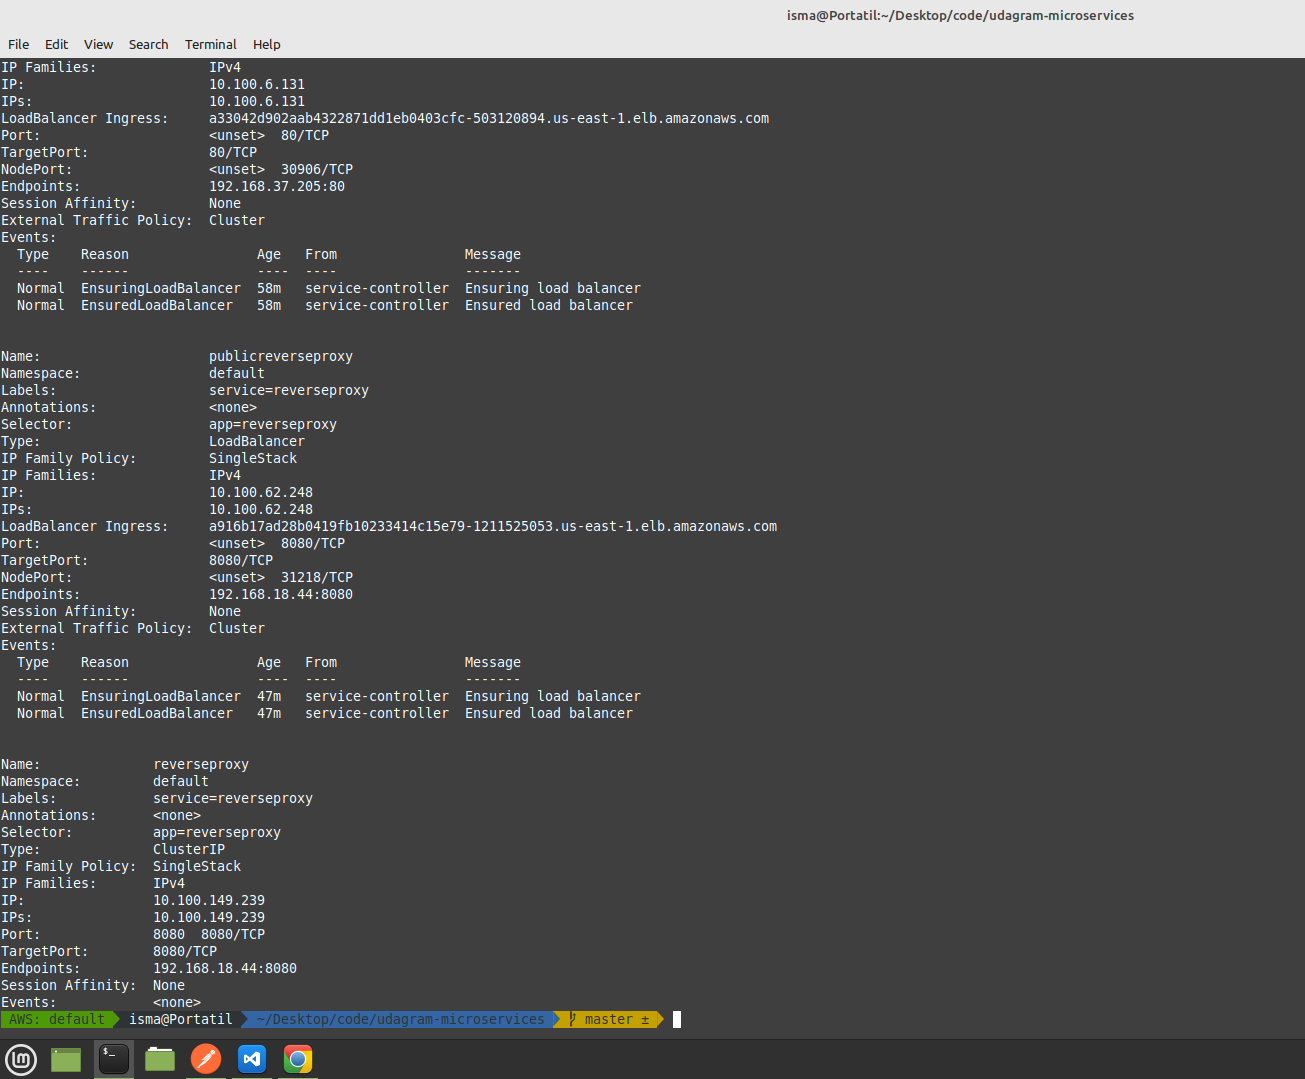 isma@Portatil:~/Desktop/code/udagram-microservices
File Edit View Search Terminal Help
IP Families: IPv4
IP: 10.100.6.131
IPs: 10.100.6.131
LoadBalancer Ingress: a33042d902aab4322871dd1eb0403cfc-503120894.us-east-1.elb.amazonaws.com
Port: <unset> 80/TCP
TargetPort: 80/TCP
NodePort: <unset> 30906/TCP
Endpoints: 192.168.37.205:80
Session Affinity: None
External Traffic Policy: Cluster
Events:
Type Reason Age From Message
---- ------ ---- ---- -------
Normal EnsuringLoadBalancer 58m service-controller Ensuring load balancer
Normal EnsuredLoadBalancer 58m service-controller Ensured load balancer
Name: publicreverseproxy
Namespace: default
Labels: service=reverseproxy
Annotations: <none>
Selector: app=reverseproxy
Type: LoadBalancer
IP Family Policy: SingleStack
IP Families: IPv4
IP: 10.100.62.248
IPs: 10.100.62.248
LoadBalancer Ingress: a916b17ad28b0419fb10233414c15e79-1211525053.us-east-1.elb.amazonaws.com
Port: <unset> 8080/TCP
TargetPort: 8080/TCP
NodePort: <unset> 31218/TCP
Endpoints: 192.168.18.44:8080
Session Affinity: None
External Traffic Policy: Cluster
Events:
Type Reason Age From Message
---- ------ ---- ---- -------
Normal EnsuringLoadBalancer 47m service-controller Ensuring load balancer
Normal EnsuredLoadBalancer 47m service-controller Ensured load balancer
Name: reverseproxy
Namespace: default
Labels: service=reverseproxy
Annotations: <none>
Selector: app=reverseproxy
Type: ClusterIP
IP Family Policy: SingleStack
IP Families: IPv4
IP: 10.100.149.239
IPs: 10.100.149.239
Port: 8080 8080/TCP
TargetPort: 8080/TCP
Endpoints: 192.168.18.44:8080
Session Affinity: None
Events: <none>
AWS: default isma@Portatil ~/Desktop/code/udagram-microservices master ±